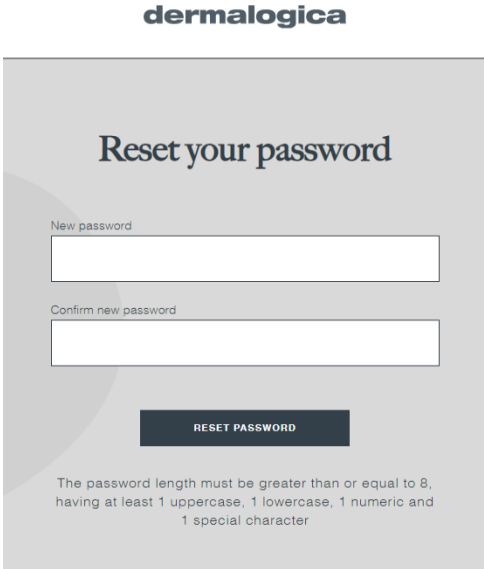 dermalogica
Reset your password
New password
Confirm new password
RESET PASSWORD
The password length must be greater than or equal to 8,
having at least 1 uppercase, 1 lowercase, 1 numeric and
1 special character